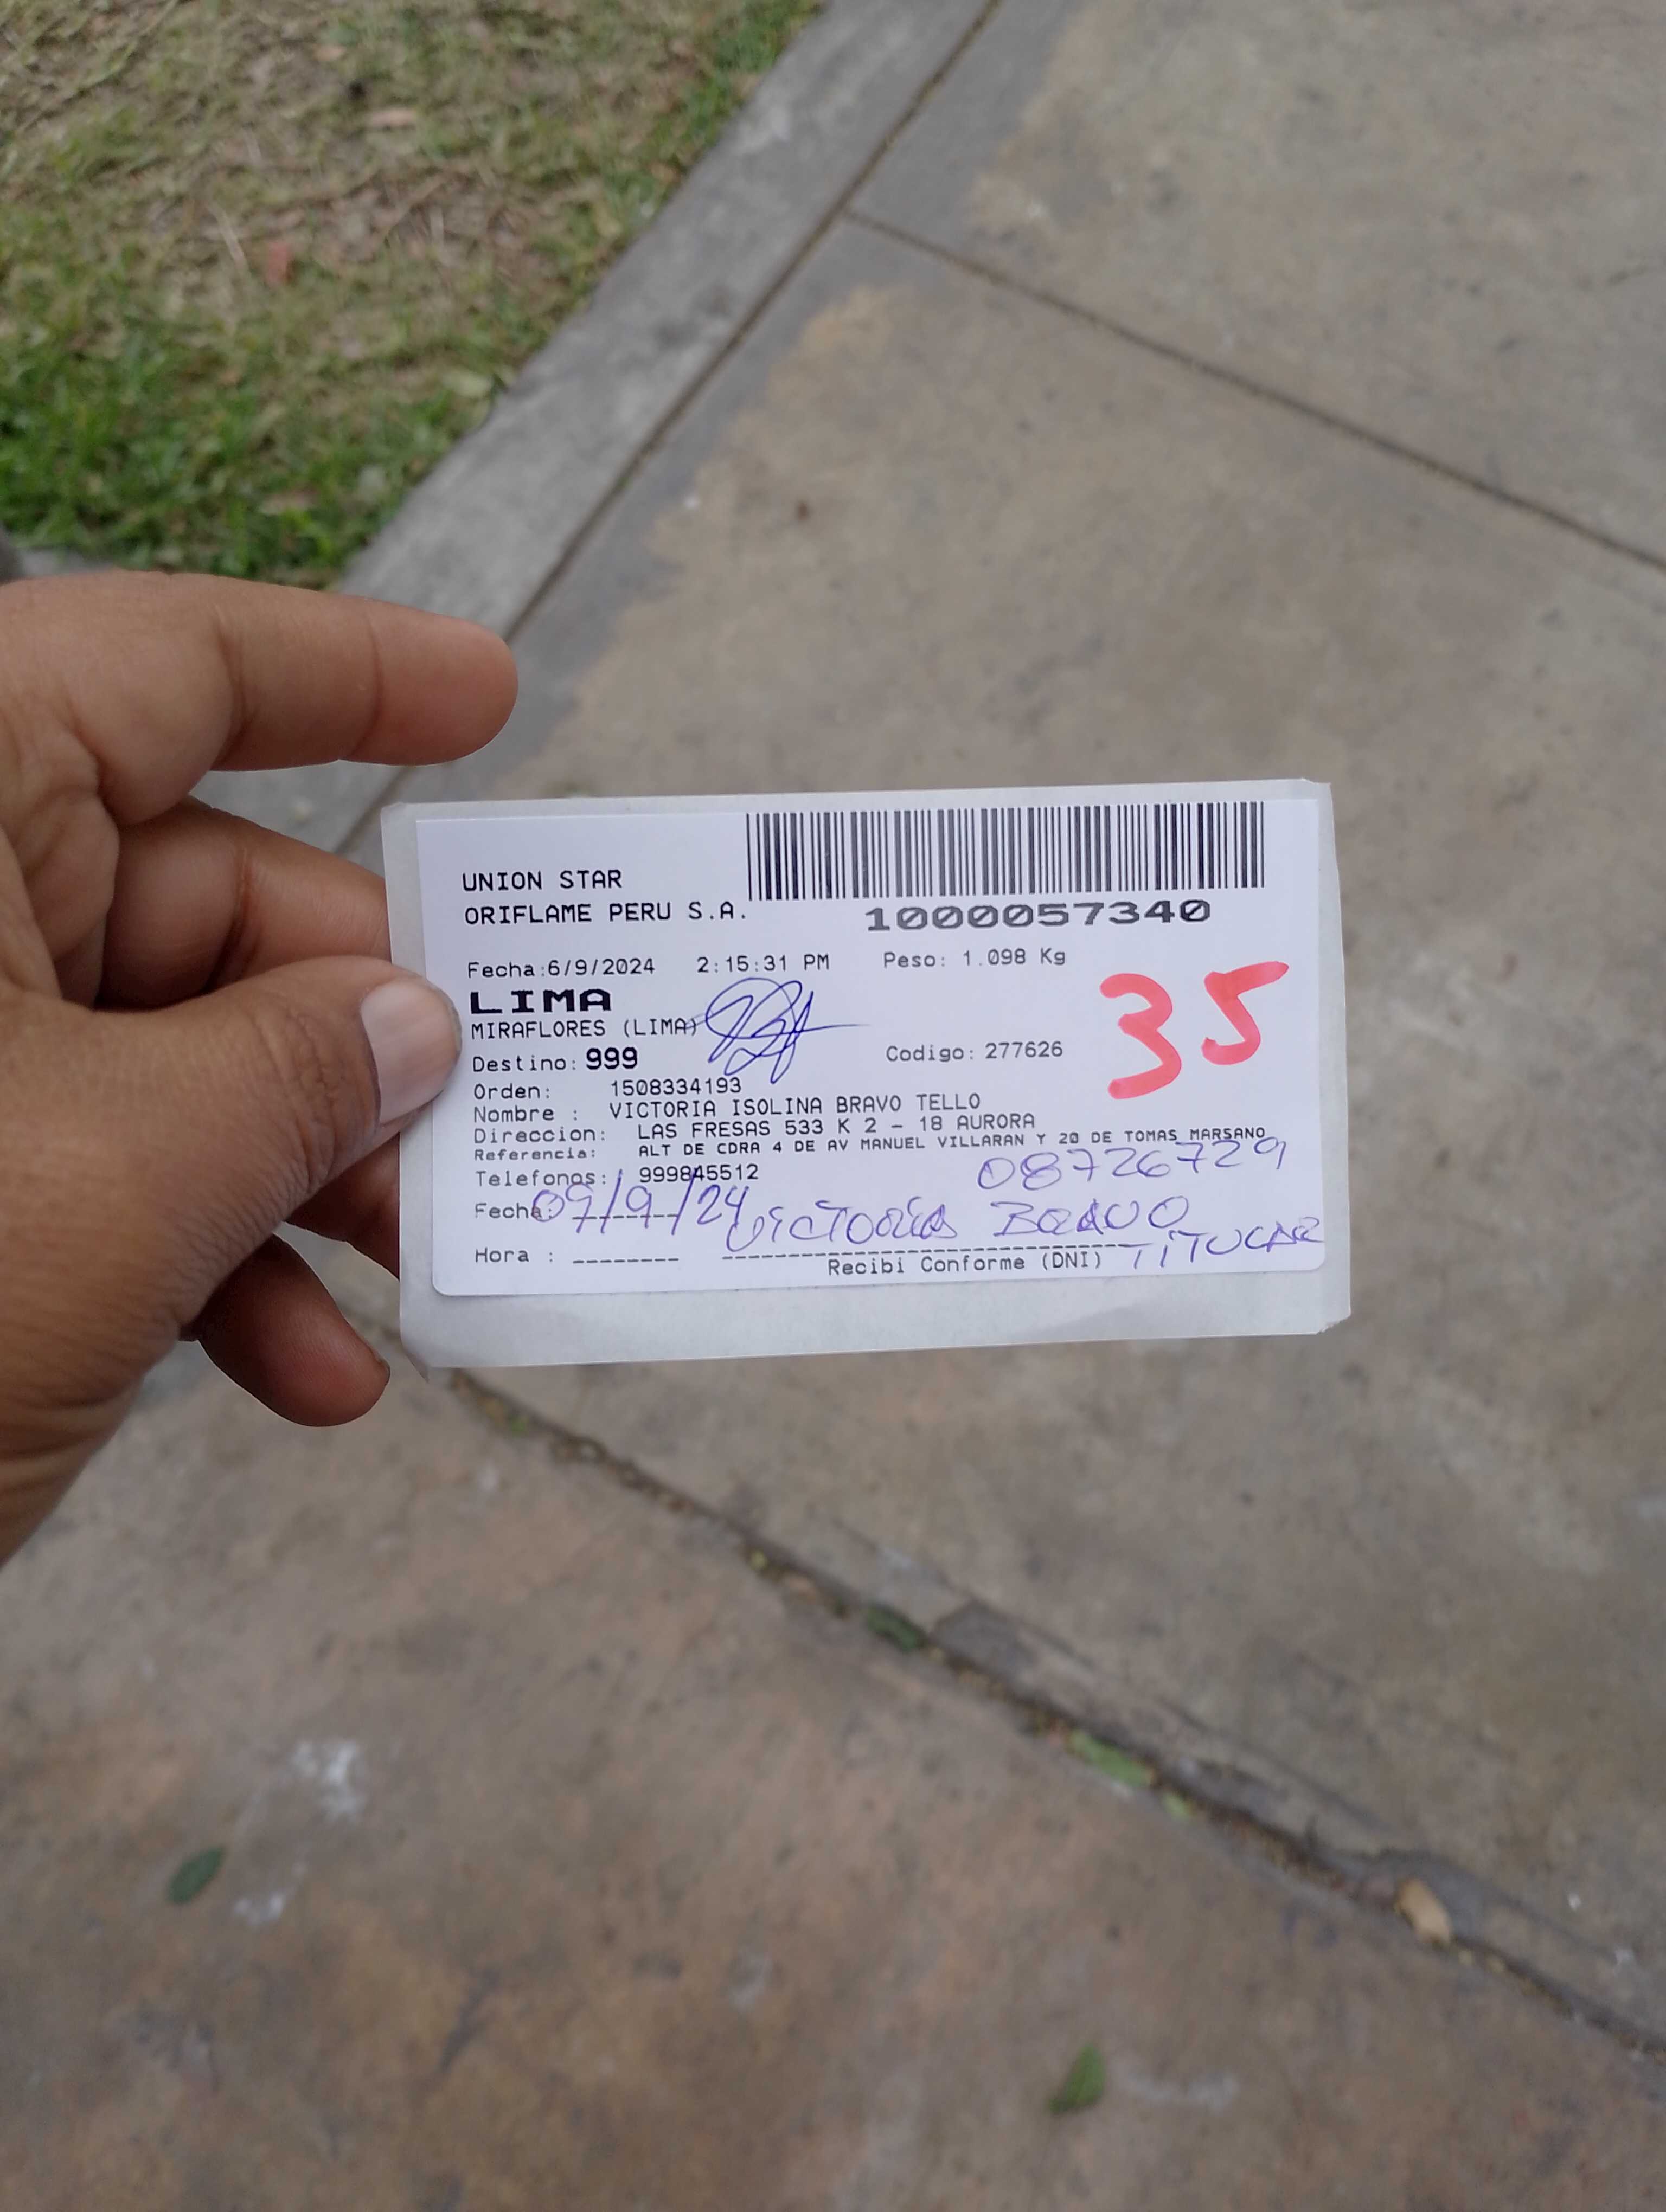 UNION STAR
ORIFLAME PERU S.A.
1000057340
Fecha:6/9/2024 2:15:31 PM Peso: 1.098 Kg
LIMA
35
MIRAFLORES (LIMA)
Destino: 999 Codigo: 277626
Orden: 1508334193
Nombre : VICTORIA ISOLINA BRAVO TELLO
Direccion: LAS FRESAS 533 K 2 - 18 AURORA
Referencia: ALT DE CDRA 4 DE AV MANUEL VILLARAN Y 20 DE TOMAS MARSANO
Telefonos: 999845512 08726729
Fecha: 09/9/24 VICTORIA BRAVO
TITULAR
Hora : _______
Recibi Conforme (DNI)